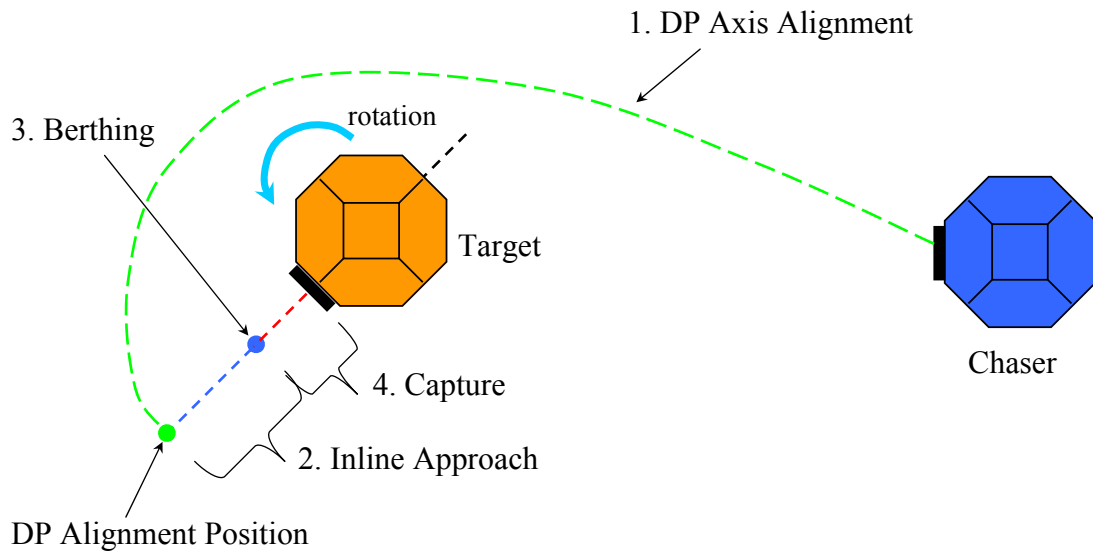 1. DP Axis Alignment
rotation
3. Berthing
Target
Chaser
4. Capture
2. Inline Approach
DP Alignment Position